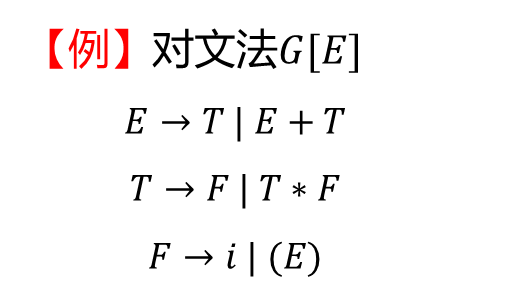 【例】对文法G[E]
E → T | E + T
T → F | T ∗ F
F → i | (E)